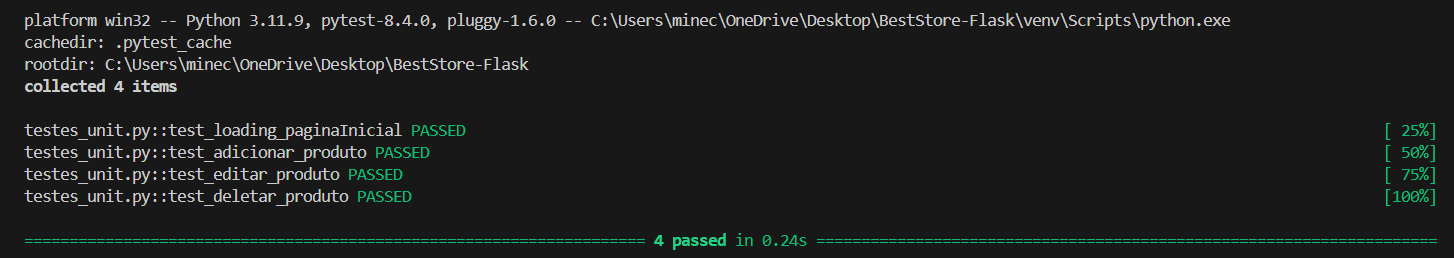 platform win32 -- Python 3.11.9, pytest-8.4.0, pluggy-1.6.0 -- C:\Users\minec\OneDrive\Desktop\BestStore-Flask\venv\Scripts\python.exe
cachedir: .pytest_cache
rootdir: C:\Users\minec\OneDrive\Desktop\BestStore-Flask
collected 4 items
testes_unit.py::test_loading_paginaInicial PASSED [ 25%]
testes_unit.py::test_adicionar_produto PASSED [ 50%]
testes_unit.py::test_editar_produto PASSED [ 75%]
testes_unit.py::test_deletar_produto PASSED [100%]
===================================================================== 4 passed in 0.24s =====================================================================